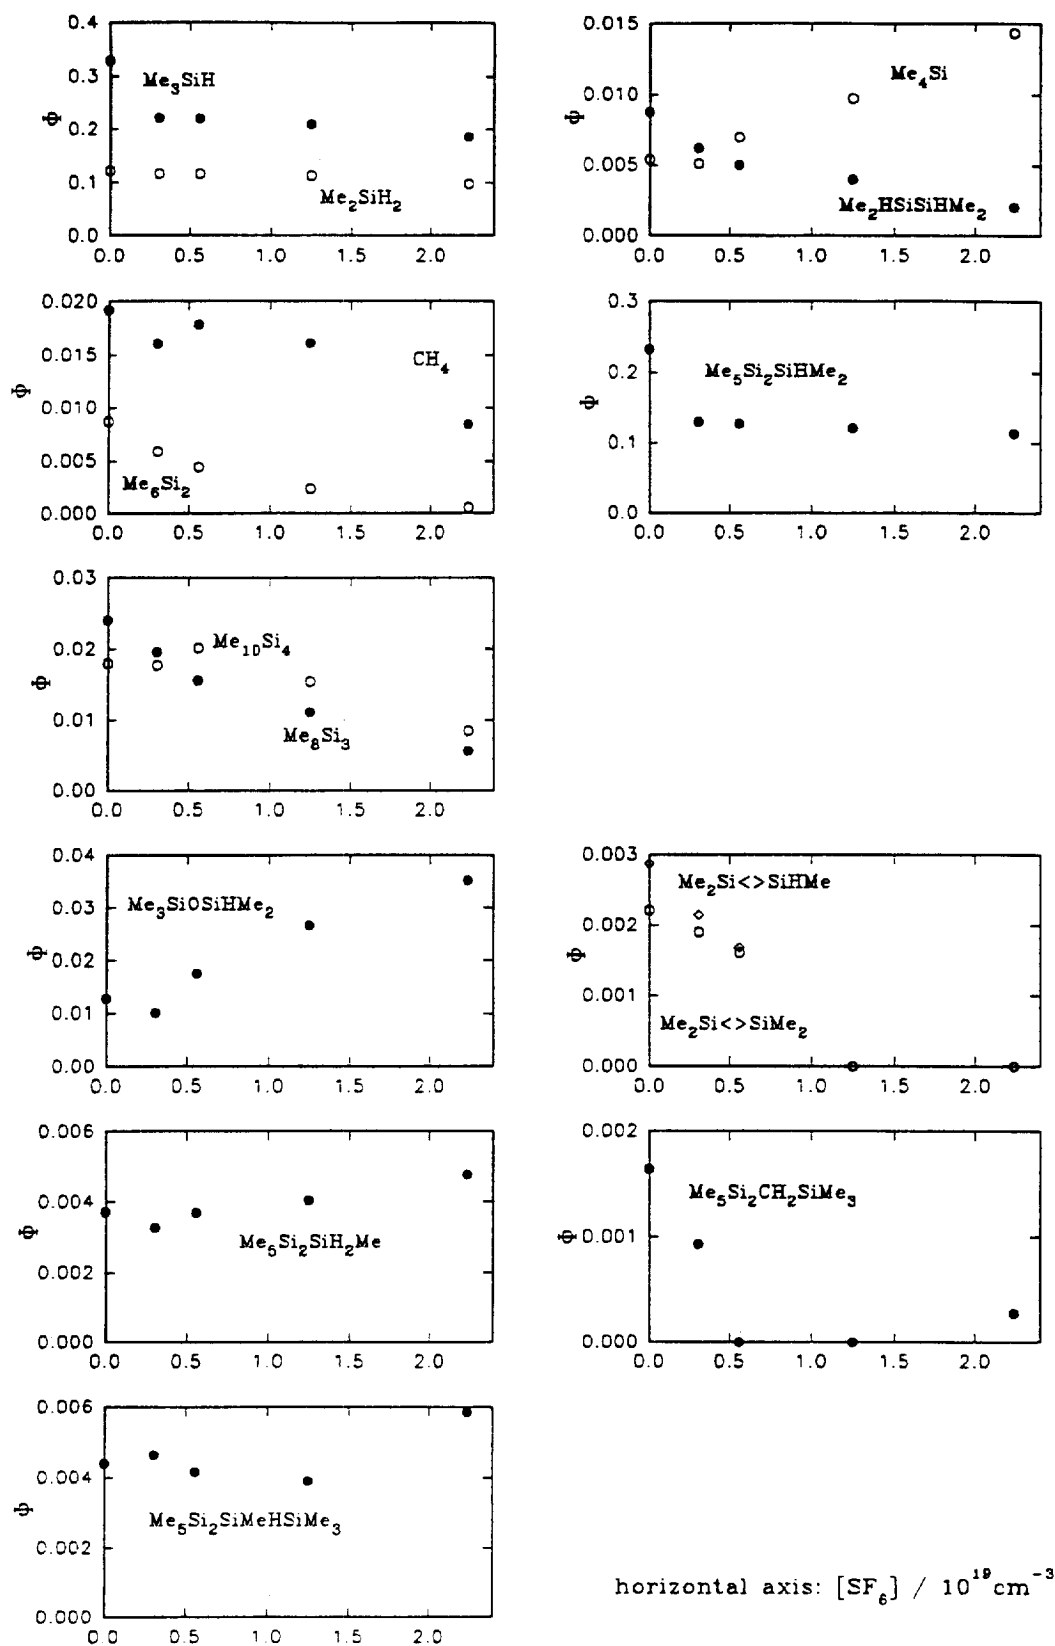 0.4
0.3
0.2
0.1
0.0
Φ
Me₃SiH
Me₂SiH₂
0.0 0.5 1.0 1.5 2.0
0.015
0.010
0.005
0.000
Φ
Me₄Si
Me₂HSiSiHMe₂
0.0 0.5 1.0 1.5 2.0
0.020
0.015
0.010
0.005
0.000
Φ
CH₄
Me₆Si₂
0.0 0.5 1.0 1.5 2.0
0.3
0.2
0.1
0.0
Φ
Me₅Si₂SiHMe₂
0.0 0.5 1.0 1.5 2.0
0.03
0.02
0.01
0.00
Φ
Me₁₀Si₄
Me₈Si₃
0.0 0.5 1.0 1.5 2.0
0.04
0.03
0.02
0.01
0.00
Φ
Me₃SiOSiHMe₂
0.0 0.5 1.0 1.5 2.0
0.003
0.002
0.001
0.000
Φ
Me₂Si<>SiHMe
Me₂Si<>SiMe₂
0.0 0.5 1.0 1.5 2.0
0.006
0.004
0.002
0.000
Φ
Me₅Si₂SiH₂Me
0.0 0.5 1.0 1.5 2.0
0.002
0.001
0.000
Φ
Me₅Si₂CH₂SiMe₃
0.0 0.5 1.0 1.5 2.0
0.006
0.004
0.002
0.000
Φ
Me₅Si₂SiMeHSiMe₃
0.0 0.5 1.0 1.5 2.0
horizontal axis: [SF₆] / 10¹⁹cm⁻³